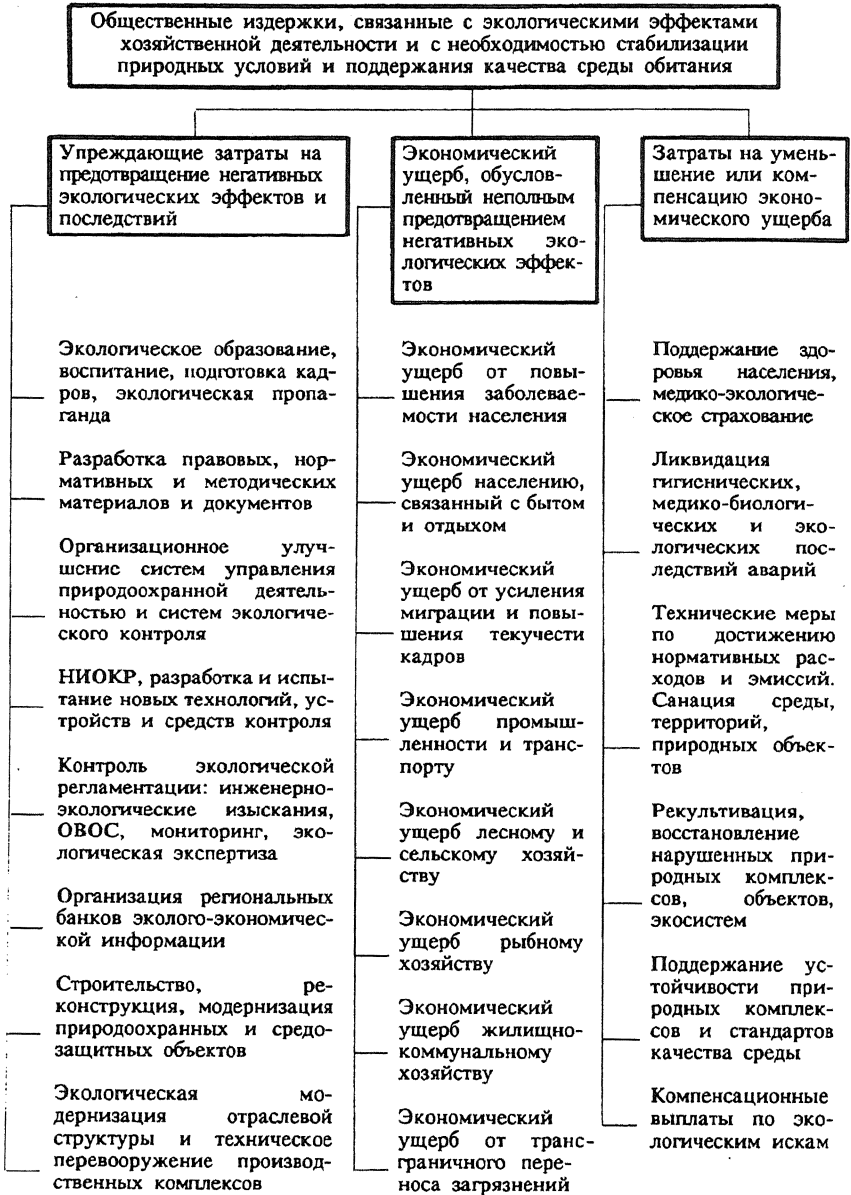 Общественные издержки, связанные с экологическими эффектами
хозяйственной деятельности и с необходимостью стабилизации
природных условий и поддержания качества среды обитания
Упреждающие затраты на
предотвращение негативных
экологических эффектов и
последствий
Экологическое образование,
воспитание, подготовка кад-
ров, экологическая пропа-
ганда
Разработка правовых, нор-
мативных и методических
материалов и документов
Организационное улуч-
шение систем управления
природоохранной деятель-
ностью и систем экологиче-
ского контроля
НИОКР, разработка и испы-
тание новых технологий, ус-
тройств и средств контроля
Контроль экологической
регламентации: инженерно-
экологические изыскания,
ОВОС, мониторинг, эко-
логическая экспертиза
Организация региональных
банков эколого-экономичес-
кой информации
Строительство, ре-
конструкция, модернизация
природоохранных и средо-
защитных объектов
Экологическая мо-
дернизация отраслевой
структуры и техническое
перевооружение производ-
ственных комплексов
Экономический
ущерб, обуслов-
ленный неполным
предотвращением
негативных эко-
логических эффек-
тов
Экономический
ущерб от повы-
шения заболевае-
мости населения
Экономический
ущерб населению,
связанный с бытом
и отдыхом
Экономический
ущерб от усиления
миграции и повы-
шения текучести
кадров
Экономический
ущерб промыш-
ленности и транс-
порту
Экономический
ущерб лесному и
сельскому хозяй-
ству
Экономический
ущерб рыбному
хозяйству
Экономический
ущерб жилищно-
коммунальному
хозяйству
Экономический
ущерб от транс-
граничного пере-
носа загрязнений
Затраты на умень-
шение или ком-
пенсацию эконо-
мического ущерба
Поддержание здо-
ровья населения,
медико-экологиче-
ское страхование
Ликвидация
гигиенических,
медико-биологи-
ческих и эко-
логических пос-
ледствий аварий
Технические меры
по достижению
нормативных рас-
ходов и эмиссий.
Санация среды,
территорий,
природных объек-
тов
Рекультивация,
восстановление
нарушенных при-
родных комплек-
сов, объектов,
экосистем
Поддержание ус-
тойчивости при-
родных комплек-
сов и стандартов
качества среды
Компенсационные
выплаты по эко-
логическим искам